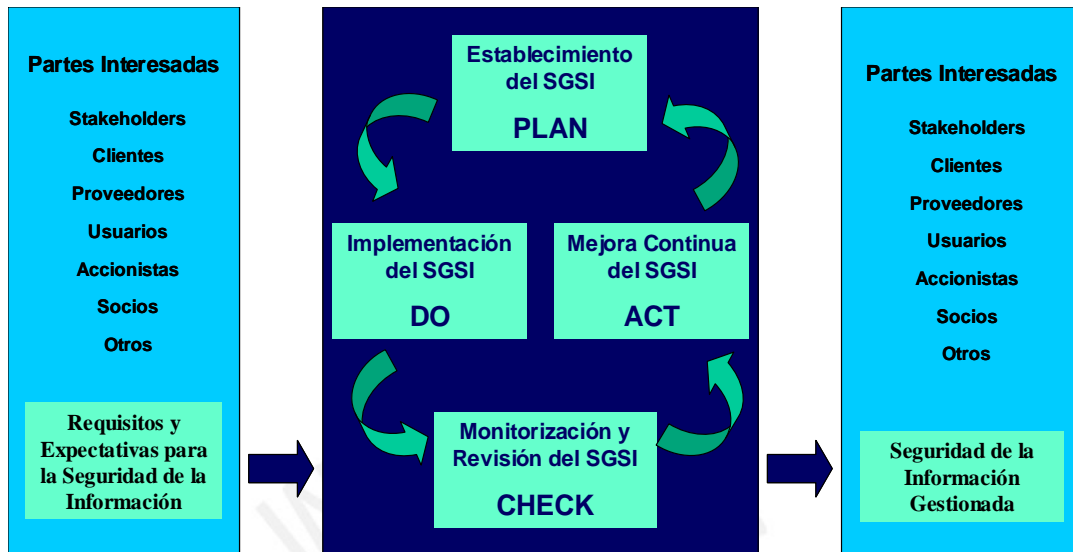 Partes Interesadas
Stakeholders
Clientes
Proveedores
Usuarios
Accionistas
Socios
Otros
Requisitos y
Expectativas para
la Seguridad de la
Información
Establecimiento
del SGSI
PLAN
Implementación
del SGSI
DO
Mejora Continua
del SGSI
ACT
Monitorización y
Revisión del SGSI
CHECK
Partes Interesadas
Stakeholders
Clientes
Proveedores
Usuarios
Accionistas
Socios
Otros
Seguridad de la
Información
Gestionada